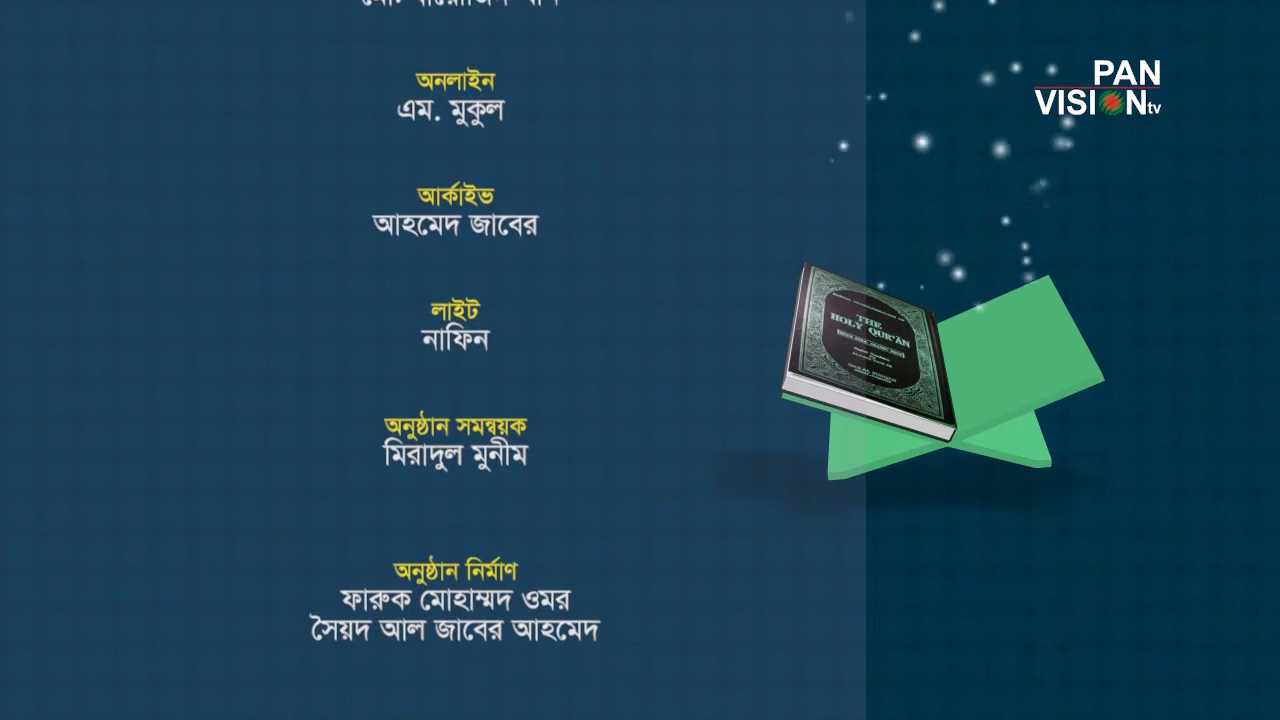 অনলাইন
এম. মুকুল
আর্কাইভ
আহমেদ জাবের
লাইট
নাফিন
অনুষ্ঠান সমন্বয়ক
মিরাদুল মুনীম
অনুষ্ঠান নির্মাণ
ফারুক মোহাম্মদ ওমর
সৈয়দ আল জাবের আহমেদ
PAN
VISION tv
THE
HOLY QUR'ĀN